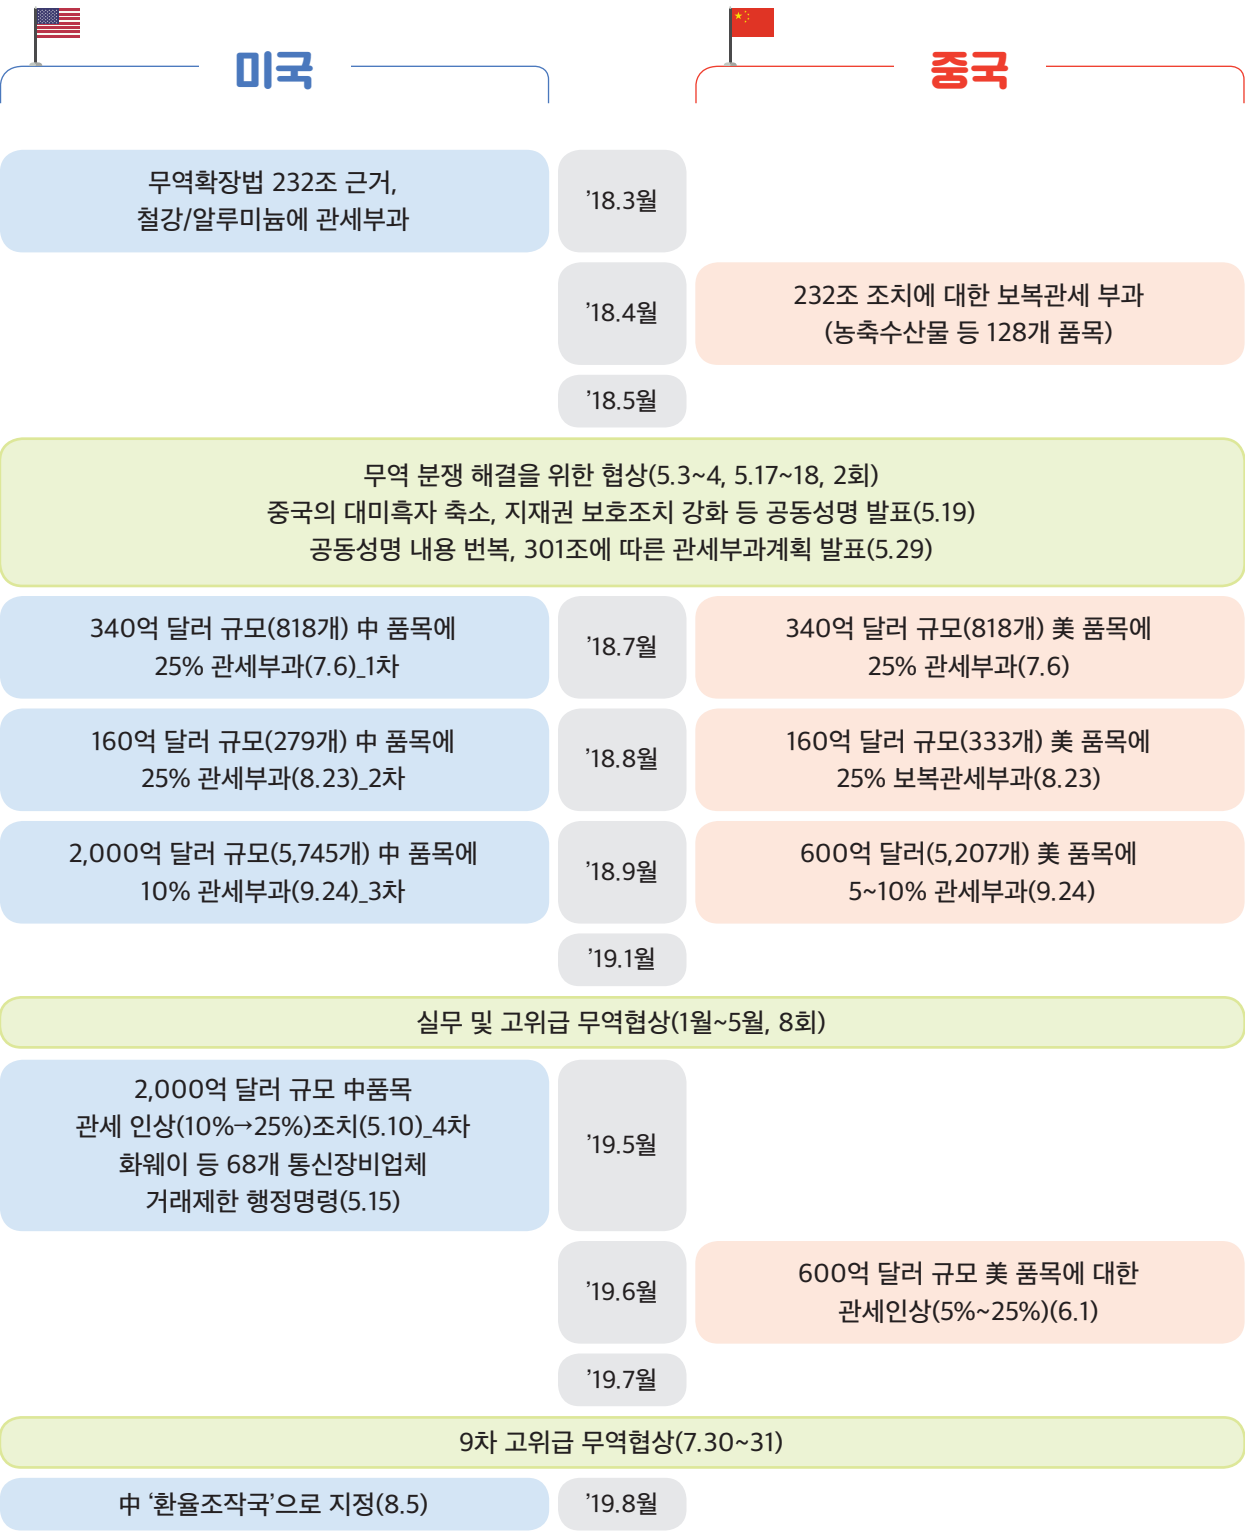 미국
중국
무역확장법 232조 근거,
철강/알루미늄에 관세부과
’18.3월
’18.4월
232조 조치에 대한 보복관세 부과
(농축수산물 등 128개 품목)
’18.5월
무역 분쟁 해결을 위한 협상(5.3~4, 5.17~18, 2회)
중국의 대미흑자 축소, 지재권 보호조치 강화 등 공동성명 발표(5.19)
공동성명 내용 번복, 301조에 따른 관세부과계획 발표(5.29)
340억 달러 규모(818개) 中 품목에
25% 관세부과(7.6)_1차
’18.7월
340억 달러 규모(818개) 美 품목에
25% 관세부과(7.6)
160억 달러 규모(279개) 中 품목에
25% 관세부과(8.23)_2차
’18.8월
160억 달러 규모(333개) 美 품목에
25% 보복관세부과(8.23)
2,000억 달러 규모(5,745개) 中 품목에
10% 관세부과(9.24)_3차
’18.9월
600억 달러(5,207개) 美 품목에
5~10% 관세부과(9.24)
’19.1월
실무 및 고위급 무역협상(1월~5월, 8회)
2,000억 달러 규모 中품목
관세 인상(10%→25%)조치(5.10)_4차
화웨이 등 68개 통신장비업체
거래제한 행정명령(5.15)
’19.5월
’19.6월
600억 달러 규모 美 품목에 대한
관세인상(5%~25%)(6.1)
’19.7월
9차 고위급 무역협상(7.30~31)
中 ‘환율조작국’으로 지정(8.5)
’19.8월